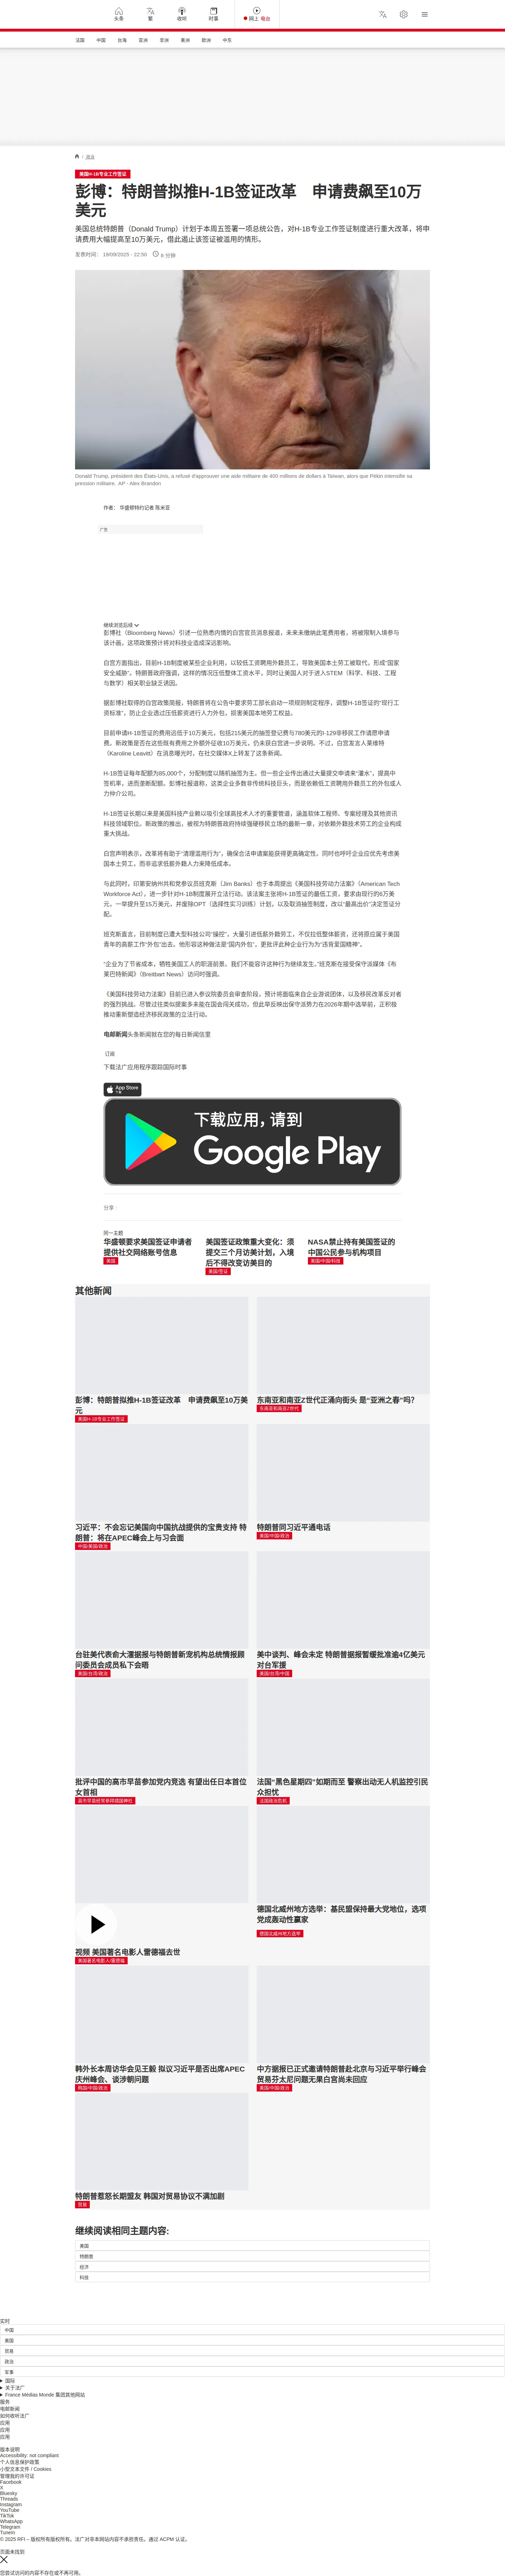 头条
繁
收听
时事
网上 电台
法国
中国
台湾
亚洲
非洲
美洲
欧洲
中东
/ 政治
美国H-1B专业工作签证
彭博：特朗普拟推H-1B签证改革　申请费飙至10万
美元
美国总统特朗普（Donald Trump）计划于本周五签署一项总统公告，对H-1B专业工作签证制度进行重大改革，将申
请费用大幅提高至10万美元，借此遏止该签证被滥用的情形。
发表时间： 19/09/2025 - 22:50
6 分钟
Donald Trump, président des États-Unis, a refusé d'approuver une aide militaire de 400 millions de dollars à Taïwan, alors que Pékin intensifie sa
pression militaire. AP - Alex Brandon
作者： 华盛顿特约记者 陈米亚
广告
继续浏览后续
彭博社（Bloomberg News）引述一位熟悉内情的白宫官员消息报道，未来未缴纳此笔费用者，将被限制入境参与
该计画，这项政策预计将对科技业造成深远影响。
白宫方面指出，目前H-1B制度被某些企业利用，以较低工资聘用外籍员工，导致美国本土劳工被取代，形成“国家
安全威胁”。特朗普政府强调，这样的情况压低整体工资水平，同时让美国人对于进入STEM（科学、科技、工程
与数学）相关职业缺乏诱因。
据彭博社取得的白宫政策简报，特朗普将在公告中要求劳工部长启动一项规则制定程序，调整H-1B签证的“现行工
资标准”，防止企业透过压低薪资进行人力外包，损害美国本地劳工权益。
目前申请H-1B签证的费用远低于10万美元，包括215美元的抽签登记费与780美元的I-129非移民工作请愿申请
费。新政策是否在这些既有费用之外额外征收10万美元，仍未获白宫进一步说明。不过，白宫发言人莱维特
（Karoline Leavitt）在消息曝光时，在社交媒体X上转发了这条新闻。
H-1B签证每年配额为85,000个，分配制度以随机抽签为主。但一些企业传出通过大量提交申请来“灌水”，提高中
签机率，进而垄断配额。彭博社报道称，这类企业多数非传统科技巨头，而是依赖低工资聘用外籍员工的外包或人
力仲介公司。
H-1B签证长期以来是美国科技产业赖以吸引全球高技术人才的重要管道，涵盖软体工程师、专案经理及其他资讯
科技领域职位。新政策的推出，被视为特朗普政府持续强硬移民立场的最新一章，对依赖外籍技术劳工的企业构成
重大挑战。
白宫声明表示，改革将有助于“清理滥用行为”，确保合法申请案能获得更高确定性，同时也呼吁企业应优先考虑美
国本土劳工，而非追求低薪外籍人力来降低成本。
与此同时，印第安纳州共和党参议员班克斯（Jim Banks）也于本周提出《美国科技劳动力法案》（American Tech
Workforce Act），进一步针对H-1B制度展开立法行动。该法案主张将H-1B签证的最低工资，要求由现行的6万美
元，一举提升至15万美元，并废除OPT（选择性实习训练）计划，以及取消抽签制度，改以“最高出价”决定签证分
配。
班克斯直言，目前制度已遭大型科技公司“操控”，大量引进低薪外籍劳工，不仅拉低整体薪资，还将原应属于美国
青年的高薪工作“外包”出去。他形容这种做法是“国内外包”，更批评此种企业行为“违背爱国精神”。
“企业为了节省成本，牺牲美国工人的职涯前景。我们不能容许这种行为继续发生。”班克斯在接受保守派媒体《布
莱巴特新闻》（Breitbart News）访问时强调。
《美国科技劳动力法案》目前已进入参议院委员会审查阶段，预计将面临来自企业游说团体，以及移民改革反对者
的强烈挑战。尽管过往类似提案多未能在国会闯关成功，但此举反映出保守派势力在2026年期中选举前，正积极
推动重新塑造经济移民政策的立法行动。
电邮新闻头条新闻就在您的每日新闻信里
订阅
下载法广应用程序跟踪国际时事
App Store
下载应用，请到
Google Play
分享 :
同一主题
华盛顿要求美国签证申请者
提供社交网络账号信息
美国
美国签证政策重大变化：须
提交三个月访美计划，入境
后不得改变访美目的
美国/签证
NASA禁止持有美国签证的
中国公民参与机构项目
美国/中国/科技
其他新闻
彭博：特朗普拟推H-1B签证改革　申请费飙至10万美
元
美国H-1B专业工作签证
东南亚和南亚Z世代正涌向街头 是“亚洲之春”吗？
东南亚和南亚Z世代
习近平：不会忘记美国向中国抗战提供的宝贵支持 特
朗普：将在APEC峰会上与习会面
中国/美国/政治
特朗普同习近平通电话
美国/中国/政治
台驻美代表俞大㵢据报与特朗普新宠机构总统情报顾
问委员会成员私下会晤
美国/台湾/政治
美中谈判、峰会未定 特朗普据报暂缓批准逾4亿美元
对台军援
美国/台湾/中国
批评中国的高市早苗参加党内竞选 有望出任日本首位
女首相
高市早苗经常参拜靖国神社
法国“黑色星期四”如期而至 警察出动无人机监控引民
众担忧
法国政治危机
视频 美国著名电影人雷德福去世
美国著名电影人/雷德福
德国北威州地方选举：基民盟保持最大党地位，选项
党成轰动性赢家
德国北威州地方选举
韩外长本周访华会见王毅 拟议习近平是否出席APEC
庆州峰会、谈涉朝问题
韩国/中国/政治
中方据报已正式邀请特朗普赴北京与习近平举行峰会
贸易芬太尼问题无果白宫尚未回应
美国/中国/政治
特朗普惹怒长期盟友 韩国对贸易协议不满加剧
贸易
继续阅读相同主题内容:
美国
特朗普
经济
科技
实时
中国
美国
贸易
政治
军事
国际
关于法广
France Médias Monde 集团其他网站
服务
电邮新闻
如何收听法广
应用
应用
应用
版本说明
Accessibility: not compliant
个人信息保护政策
小型文本文件 / Cookies
管理我的许可证
Facebook
X
Bluesky
Threads
Instagram
YouTube
TikTok
WhatsApp
Telegram
TuneIn
© 2025 RFI – 版权所有版权所有。法广对非本网站内容不承担责任。通过 ACPM 认证。
页面未找到
您尝试访问的内容不存在或不再可用。